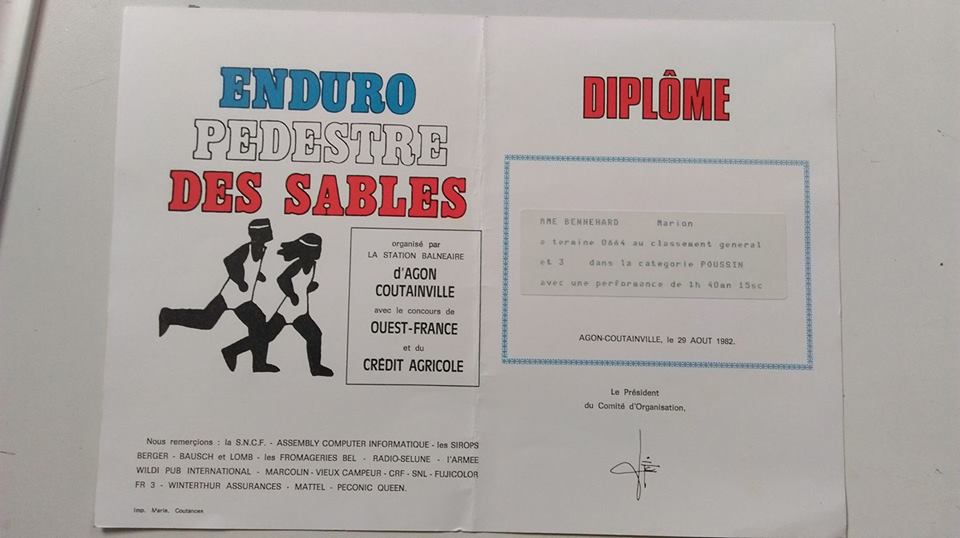 ENDURO
PEDESTRE
DES SABLES
organisé par
LA STATION BALNEAIRE
d'AGON
COUTAINVILLE
avec le concours de
OUEST-FRANCE
et du
CRÉDIT AGRICOLE
Nous remerçions : la S.N.C.F. - ASSEMBLY COMPUTER INFORMATIQUE - les SIROPS
BERGER - BAUSCH et LOMB - les FROMAGERIES BEL - RADIO-SELUNE - l'ARMEE
WILDI PUB INTERNATIONAL - MARCOLIN - VIEUX CAMPEUR - CRF - SNL - FUJICOLOR
FR 3 - WINTERTHUR ASSURANCES - MATTEL - PECONIC QUEEN.
Imp. Marie, Coutances
DIPLÔME
MME BENNEHARD Marion
a termine 0664 au classement general
et 3 dans la categorie POUSSIN
avec une performance de 1h 40mn 15sc
AGON-COUTAINVILLE, le 29 AOUT 1982.
Le Président
du Comité d'Organisation,